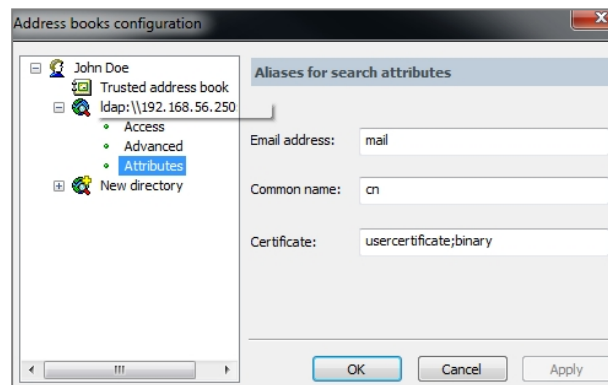 Address books configuration
John Doe
Trusted address book
ldap:\\192.168.56.250
Access
Advanced
Attributes
New directory
Aliases for search attributes
Email address:
mail
Common name:
cn
Certificate:
usercertificate;binary
OK
Cancel
Apply